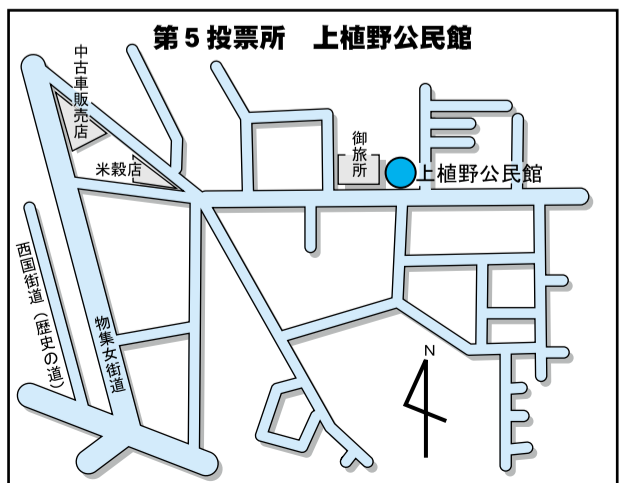 第5投票所　上植野公民館
中古車販売店
米穀店
御旅所
上植野公民館
西国街道（歴史の道）
物集女街道
N